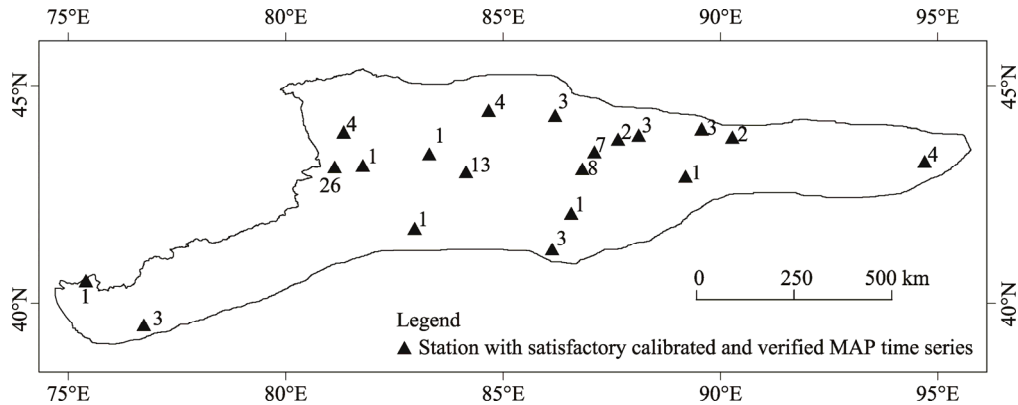 75°E 80°E 85°E 90°E 95°E
45°N 45°N
4 3
4 3 3 2
2
1 7
1 13 8 4
26 1
1
1 3
1
0 250 500 km
40°N 40°N
3
Legend
Station with satisfactory calibrated and verified MAP time series
75°E 80°E 85°E 90°E 95°E